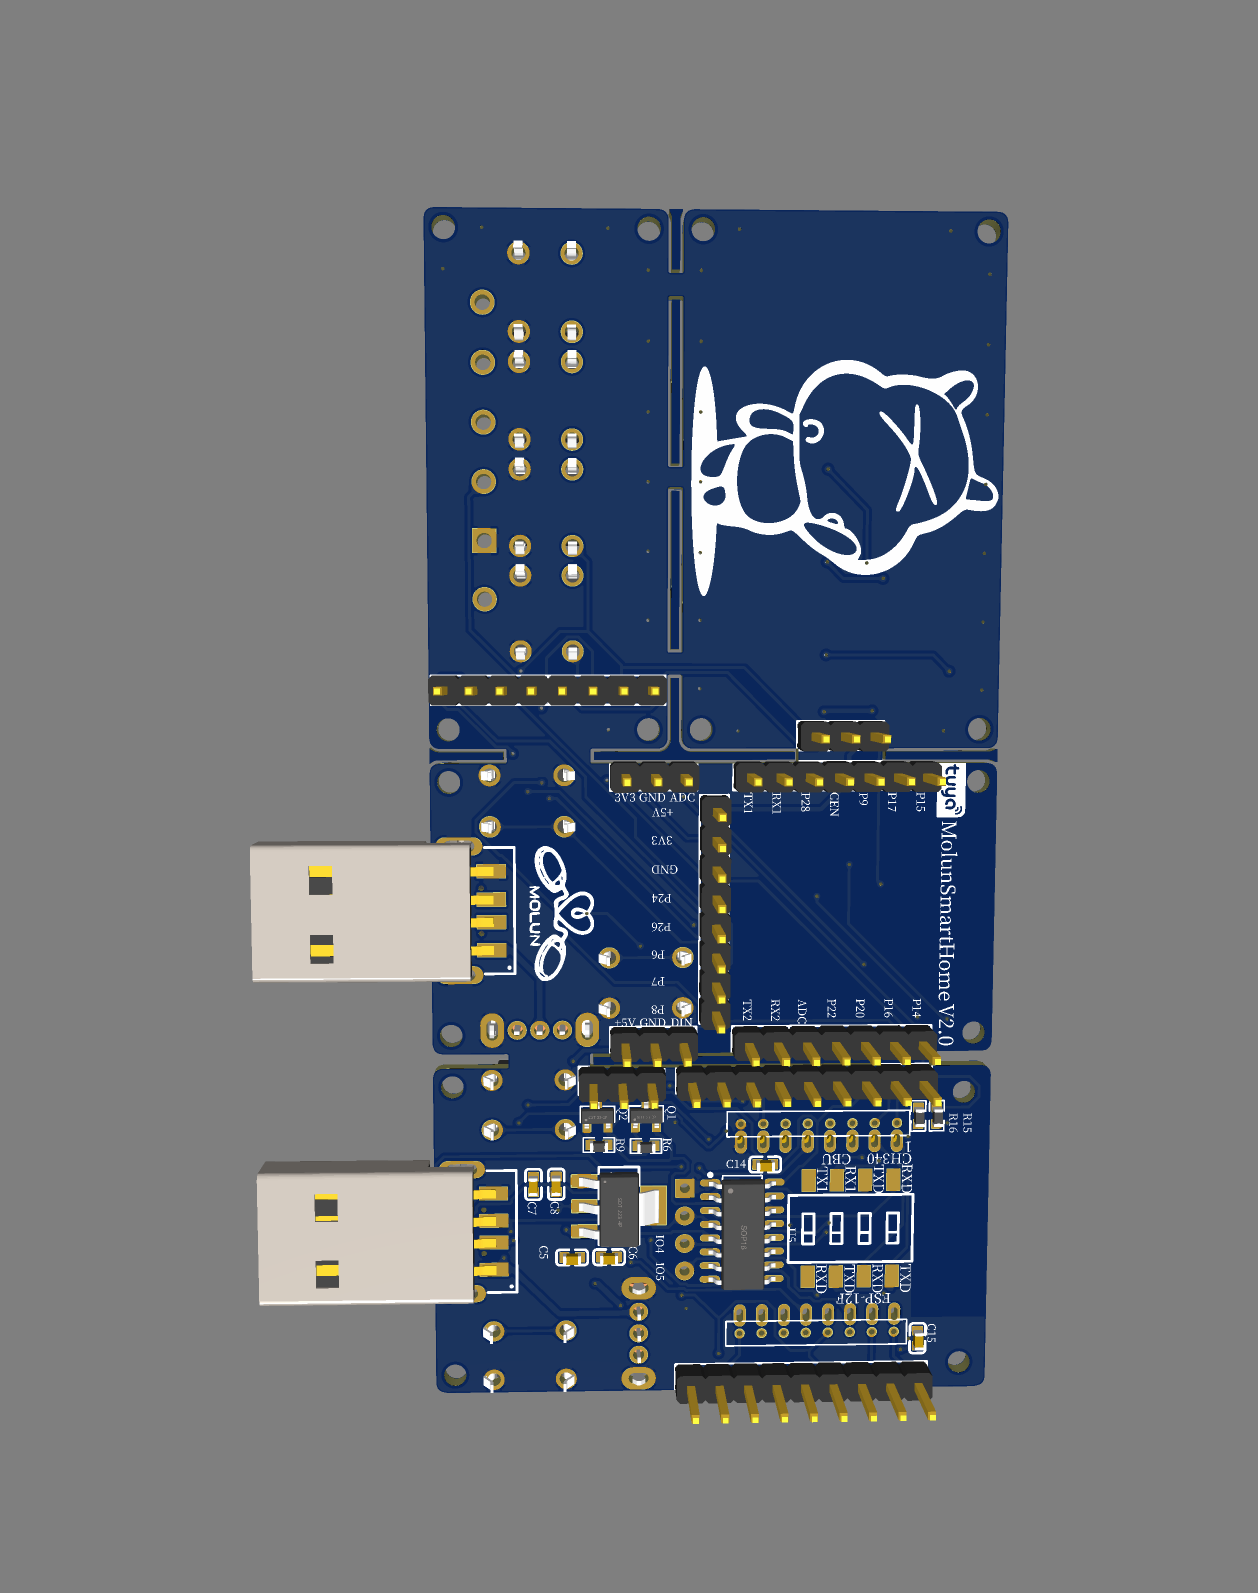 3V3 GND ADC
+5V
3V3
GND
P24
P26
P6
P7
P8
+5V GND DIN
TX1
RX1
P28
CEN
P9
P17
P15
tuya
MolunSmartHome V2.0
MOLUN
TX2
RX2
ADC
P22
P20
P16
P14
Q2
Q1
R9
R6
R16
R15
C14
CH340
CBU
1
TX1
RX1
TXD
RXD
C7
C8
C5
C6
IO4
IO5
SOP16
U5
RXD
TXD
RXD
TXD
ESP-12F
C15